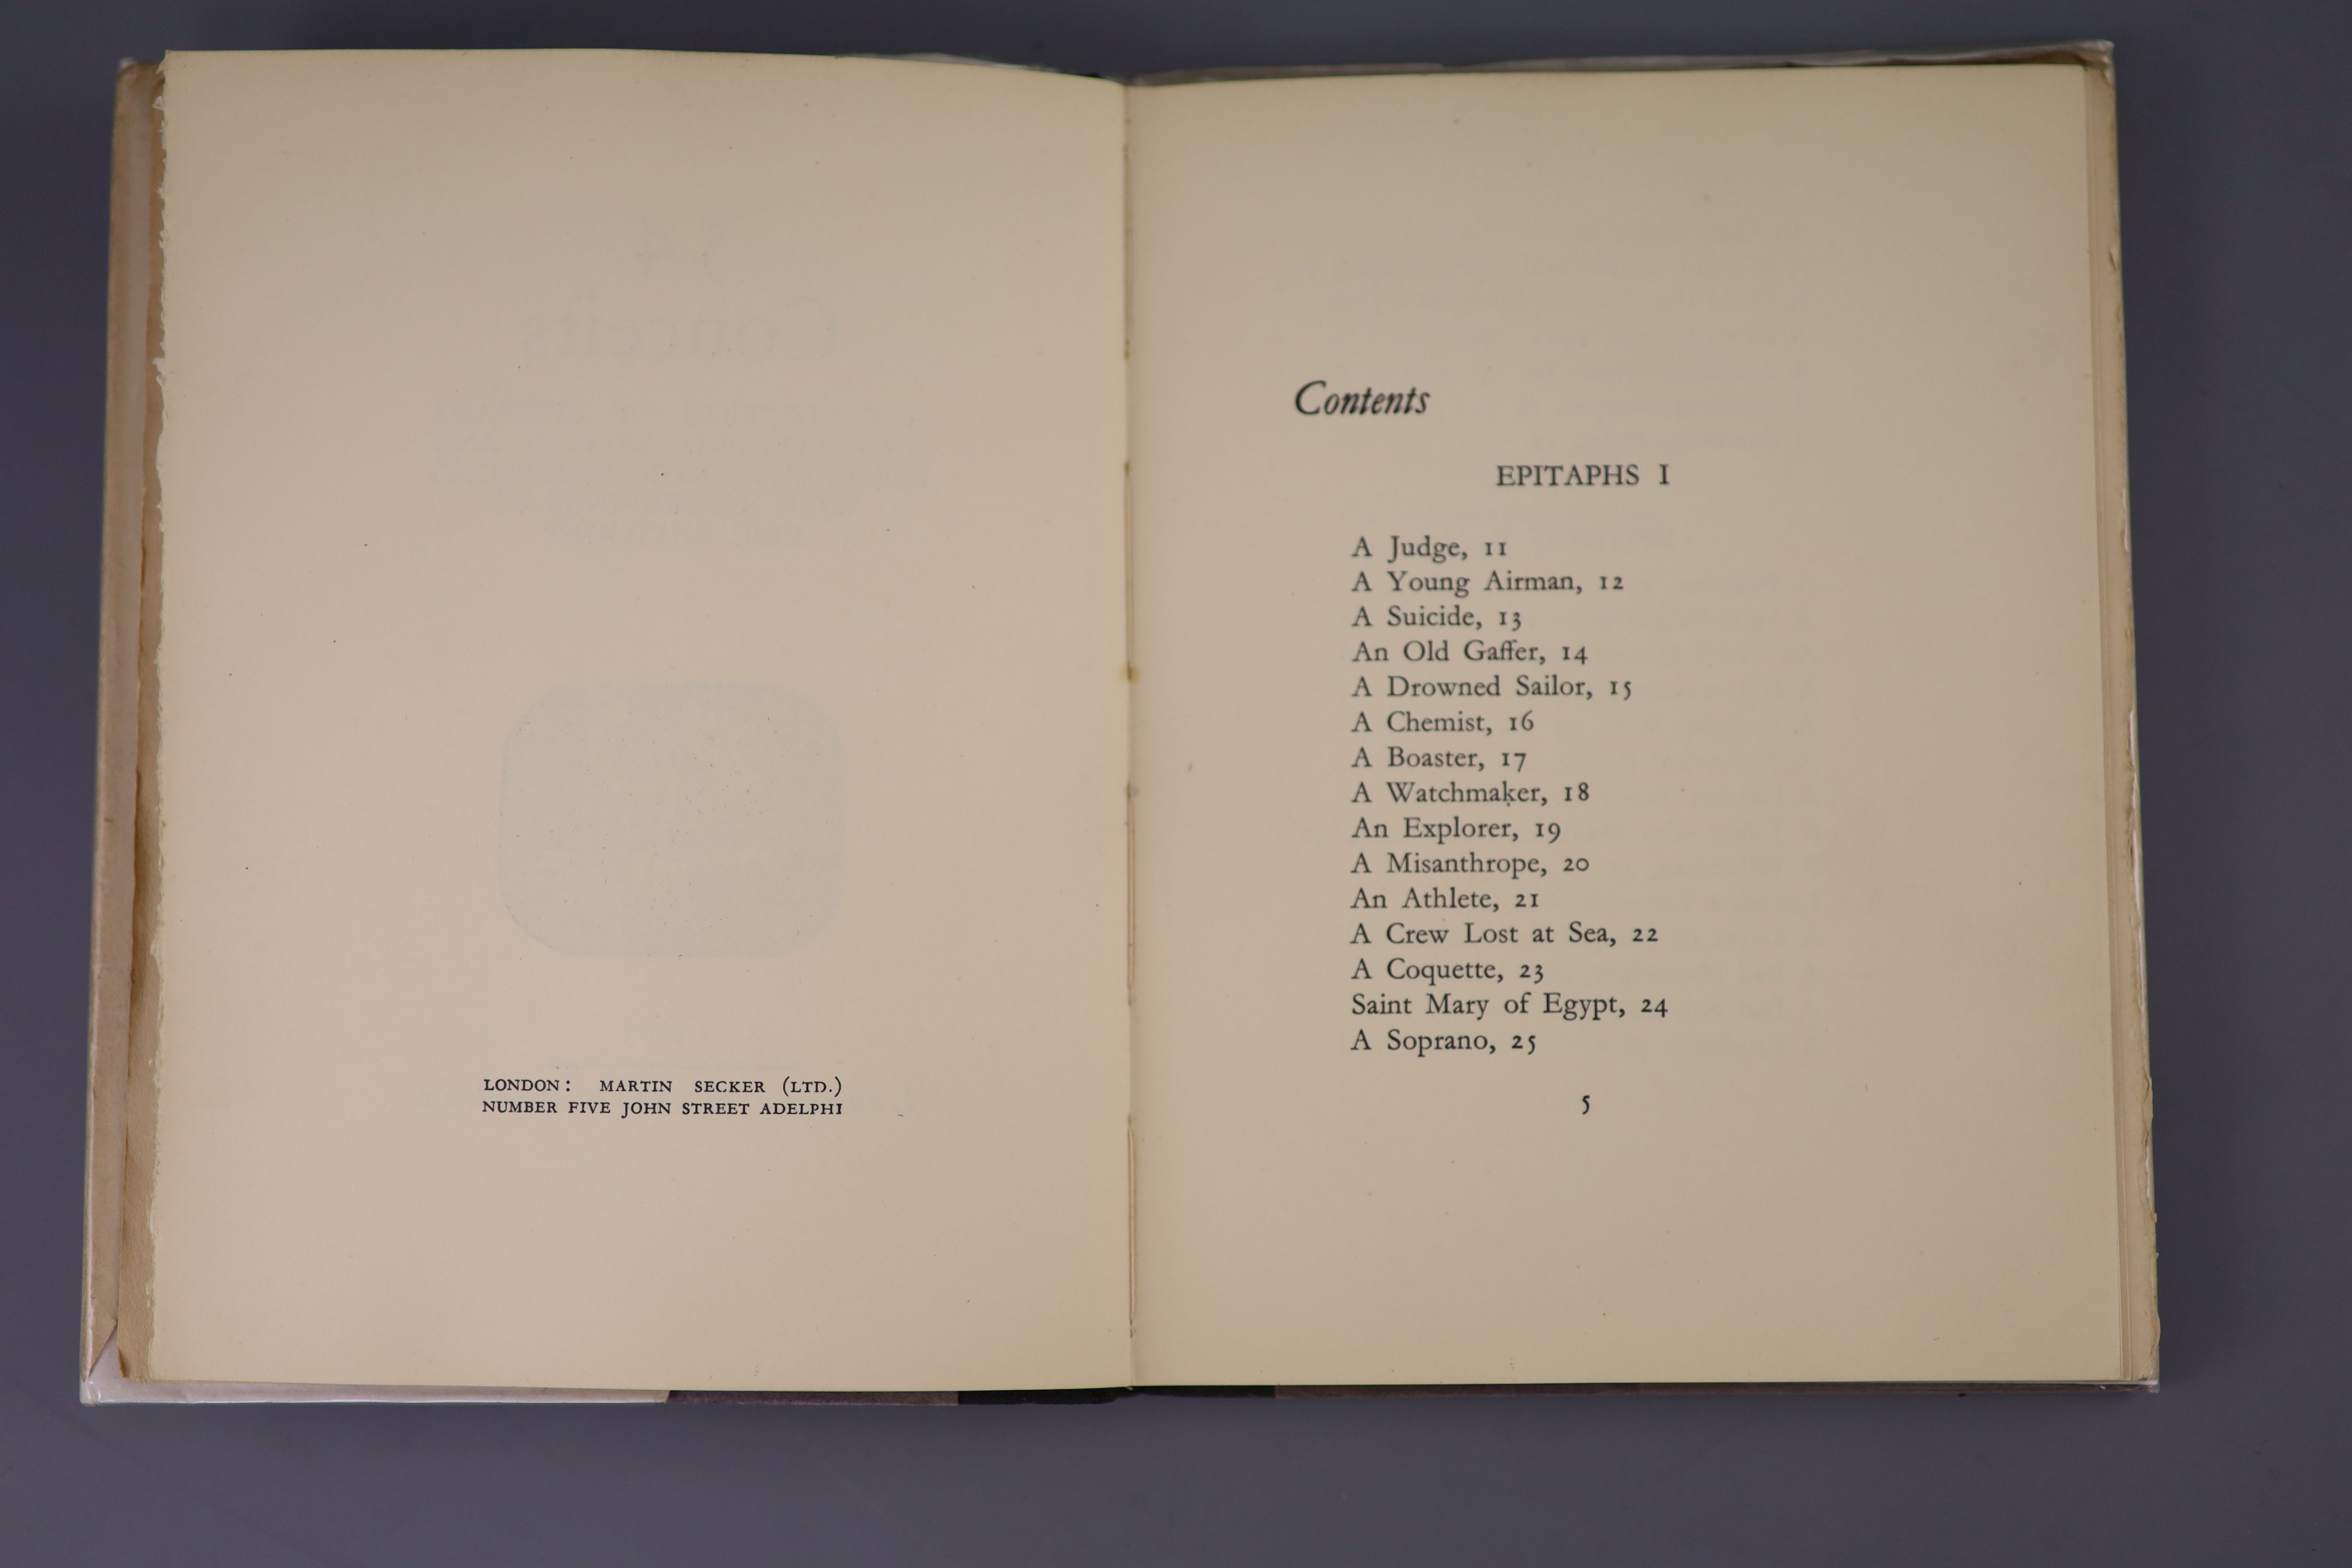 LONDON: MARTIN SECKER (LTD.)
NUMBER FIVE JOHN STREET ADELPHI
Contents
EPITAPHS I
A Judge, 11
A Young Airman, 12
A Suicide, 13
An Old Gaffer, 14
A Drowned Sailor, 15
A Chemist, 16
A Boaster, 17
A Watchmaker, 18
An Explorer, 19
A Misanthrope, 20
An Athlete, 21
A Crew Lost at Sea, 22
A Coquette, 23
Saint Mary of Egypt, 24
A Soprano, 25
5